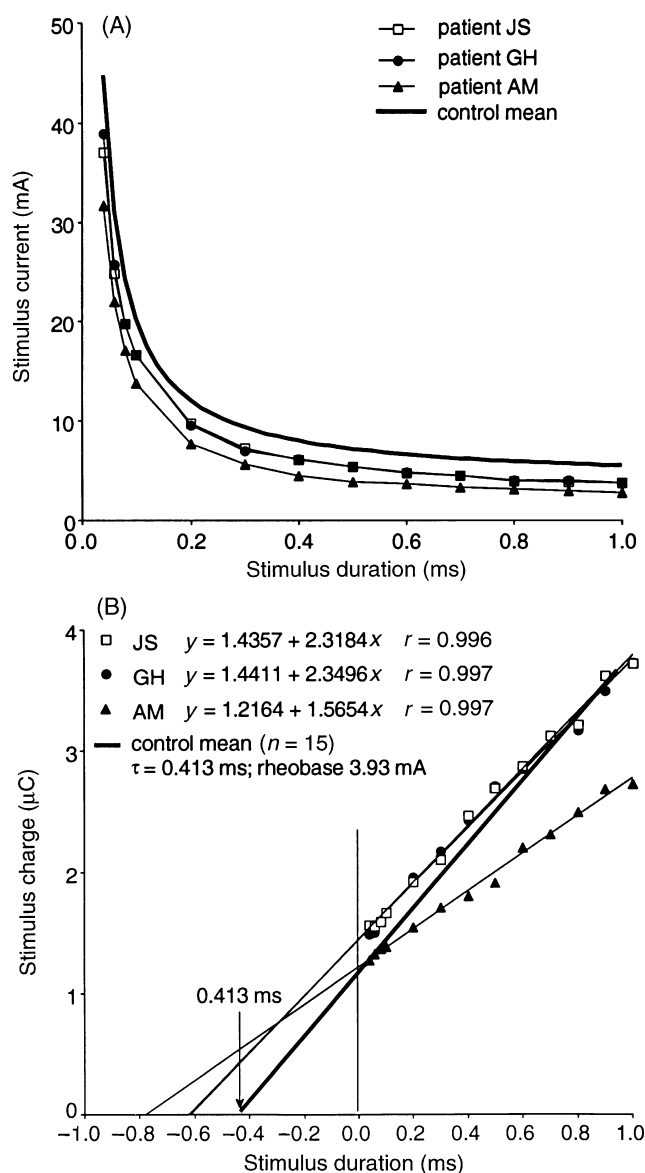 (A)
patient JS
patient GH
patient AM
control mean
50
40
30
20
10
0
Stimulus current (mA)
0.0 0.2 0.4 0.6 0.8 1.0
Stimulus duration (ms)
(B)
JS y = 1.4357 + 2.3184x r = 0.996
GH y = 1.4411 + 2.3496x r = 0.997
AM y = 1.2164 + 1.5654x r = 0.997
control mean (n = 15)
τ = 0.413 ms; rheobase 3.93 mA
4
3
2
1
0
Stimulus charge (μC)
0.413 ms
−1.0 −0.8 −0.6 −0.4 −0.2 0.0 0.2 0.4 0.6 0.8 1.0
Stimulus duration (ms)